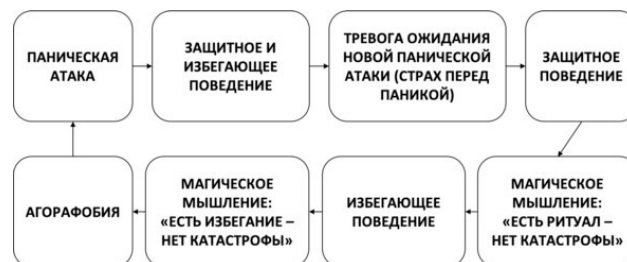 ПАНИЧЕСКАЯ
АТАКА
ЗАЩИТНОЕ И
ИЗБЕГАЮЩЕЕ
ПОВЕДЕНИЕ
ТРЕВОГА ОЖИДАНИЯ
НОВОЙ ПАНИЧЕСКОЙ
АТАКИ (СТРАХ ПЕРЕД
ПАНИКОЙ)
ЗАЩИТНОЕ
ПОВЕДЕНИЕ
МАГИЧЕСКОЕ
МЫШЛЕНИЕ:
«ЕСТЬ РИТУАЛ –
НЕТ КАТАСТРОФЫ»
ИЗБЕГАЮЩЕЕ
ПОВЕДЕНИЕ
МАГИЧЕСКОЕ
МЫШЛЕНИЕ:
«ЕСТЬ ИЗБЕГАНИЕ –
НЕТ КАТАСТРОФЫ»
АГОРАФОБИЯ